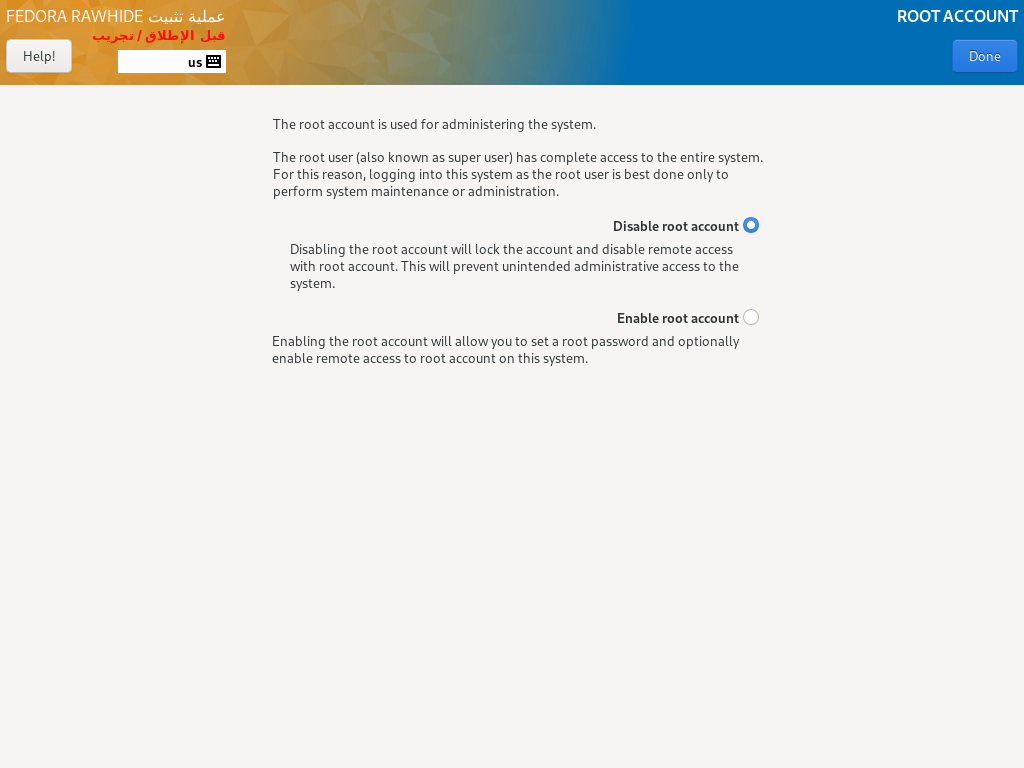 عملية تثبيت FEDORA RAWHIDE
قبل الإطلاق / تجريب
Help!
us
ROOT ACCOUNT
Done
The root account is used for administering the system.
The root user (also known as super user) has complete access to the entire system.
For this reason, logging into this system as the root user is best done only to
perform system maintenance or administration.
Disable root account
Disabling the root account will lock the account and disable remote access
with root account. This will prevent unintended administrative access to the
system.
Enable root account
Enabling the root account will allow you to set a root password and optionally
enable remote access to root account on this system.